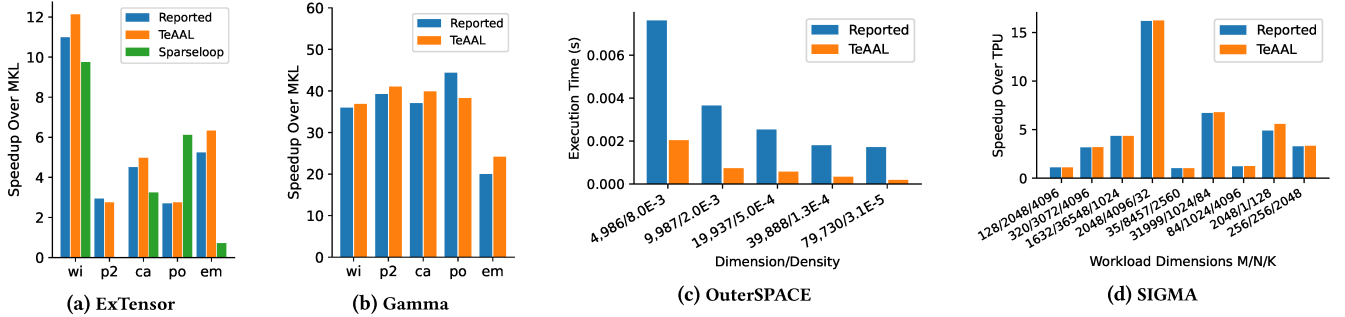 Speedup Over MKL
12
10
8
6
4
2
0
Reported
TeAAL
Sparseloop
wi p2 ca po em
(a) ExTensor
Speedup Over MKL
60
50
40
30
20
10
0
Reported
TeAAL
wi p2 ca po em
(b) Gamma
Execution Time (s)
0.006
0.004
0.002
0.000
Reported
TeAAL
4,986/8.0E-3
9,987/2.0E-3
19,937/5.0E-4
39,888/1.3E-4
79,730/3.1E-5
Dimension/Density
(c) OuterSPACE
Speedup Over TPU
15
10
5
0
Reported
TeAAL
128/2048/4096
320/3072/4096
1632/36548/1024
2048/4096/32
35/8457/2560
31999/1024/84
84/1024/4096
2048/1/128
256/256/2048
Workload Dimensions M/N/K
(d) SIGMA